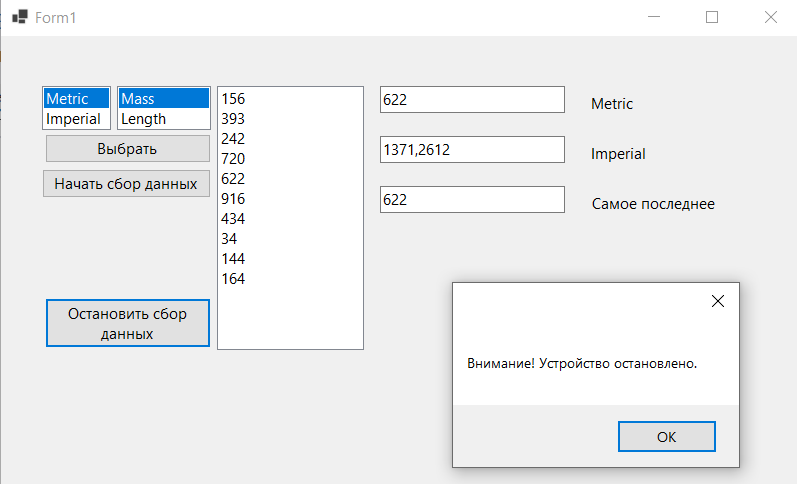 Form1
Metric
Imperial
Mass
Length
Выбрать
Начать сбор данных
Остановить сбор
данных
156
393
242
720
622
916
434
34
144
164
622
Metric
1371,2612
Imperial
622
Самое последнее
Внимание! Устройство остановлено.
OK